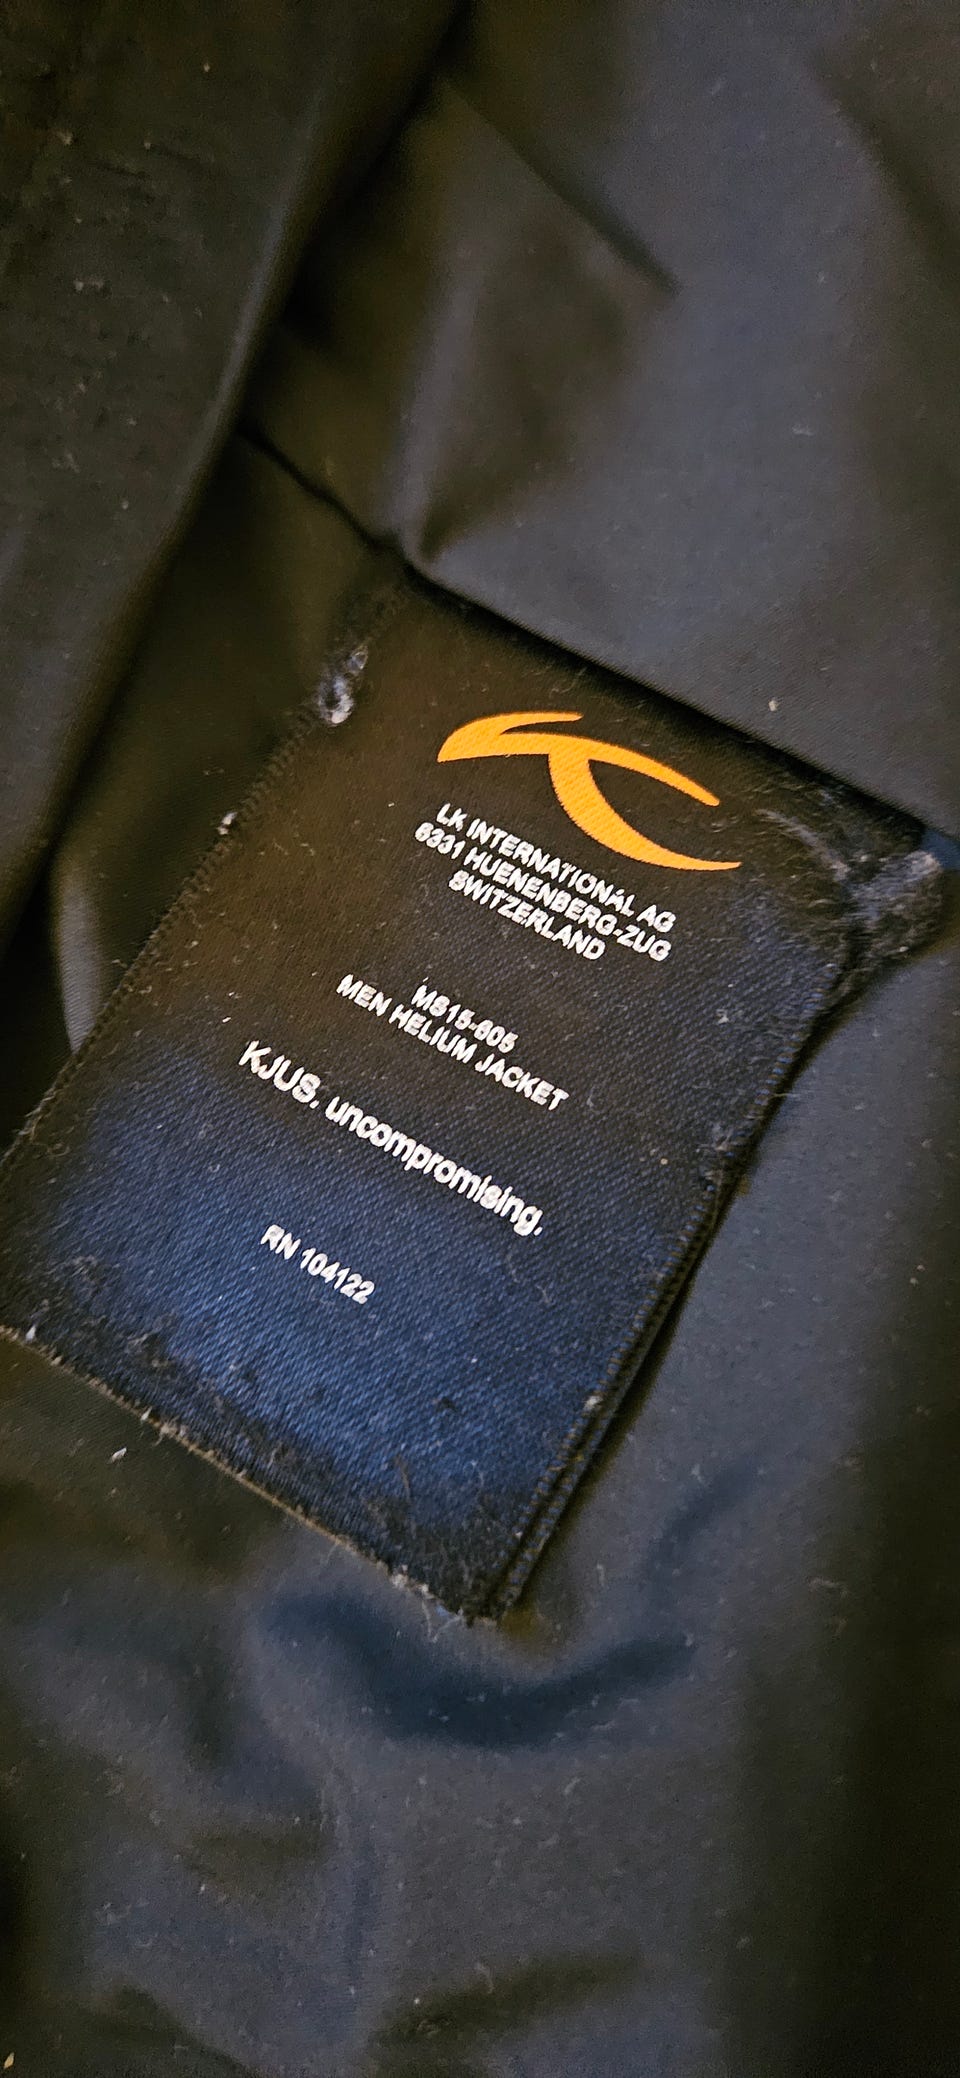 LK INTERNATIONAL AG
6331 HUENENBERG-ZUG
SWITZERLAND
MS15-605
MEN HELIUM JACKET
KJUS. uncompromising.
RN 104122